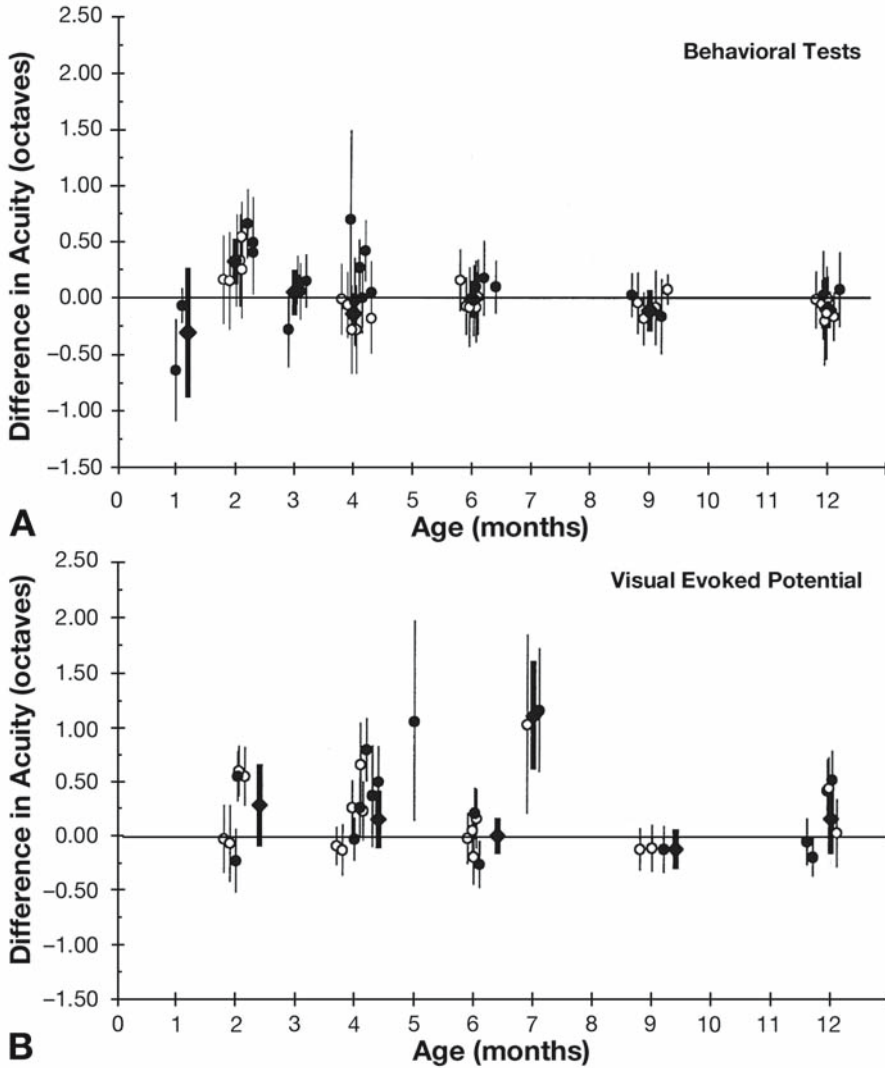 2.50
Behavioral Tests
2.00
1.50
1.00
0.50
0.00
−0.50
−1.00
−1.50
Difference in Acuity (octaves)
0 1 2 3 4 5 6 7 8 9 10 11 12
A
Age (months)
2.50
Visual Evoked Potential
2.00
1.50
1.00
0.50
0.00
−0.50
−1.00
−1.50
Difference in Acuity (octaves)
0 1 2 3 4 5 6 7 8 9 10 11 12
B
Age (months)